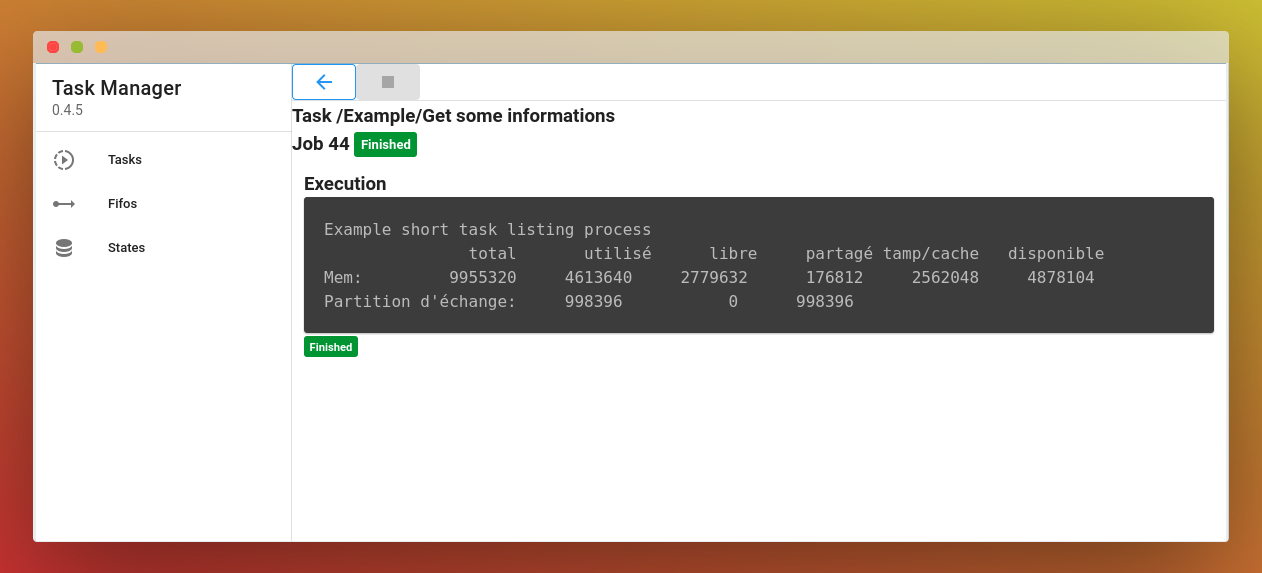 Task Manager
0.4.5
Tasks
Fifos
States
Task /Example/Get some informations
Job 44 Finished
Execution
Example short task listing process
total utilisé libre partagé tamp/cache disponible
Mem: 9955320 4613640 2779632 176812 2562048 4878104
Partition d'échange: 998396 0 998396
Finished